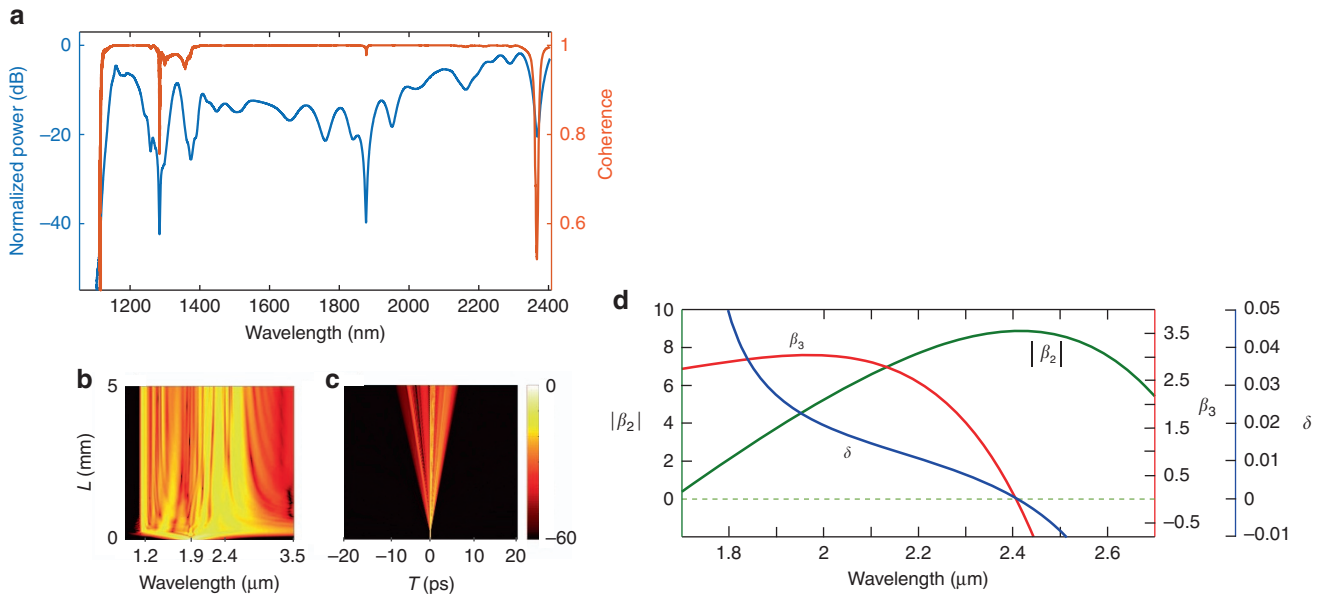 a
Normalized power (dB)
0
−20
−40
1
0.8
0.6
Coherence
1200 1400 1600 1800 2000 2200 2400
Wavelength (nm)
b
L (mm)
5
0
1.2 1.9 2.4 3.5
Wavelength (μm)
c
−20 −10 0 10 20
T (ps)
0
−60
d
|β₂|
10
8
6
4
2
0
β₃
δ
|β₂|
3.5
2.5
1.5
0.5
−0.5
β₃
0.05
0.04
0.03
0.02
0.01
0
−0.01
δ
1.8 2 2.2 2.4 2.6
Wavelength (μm)